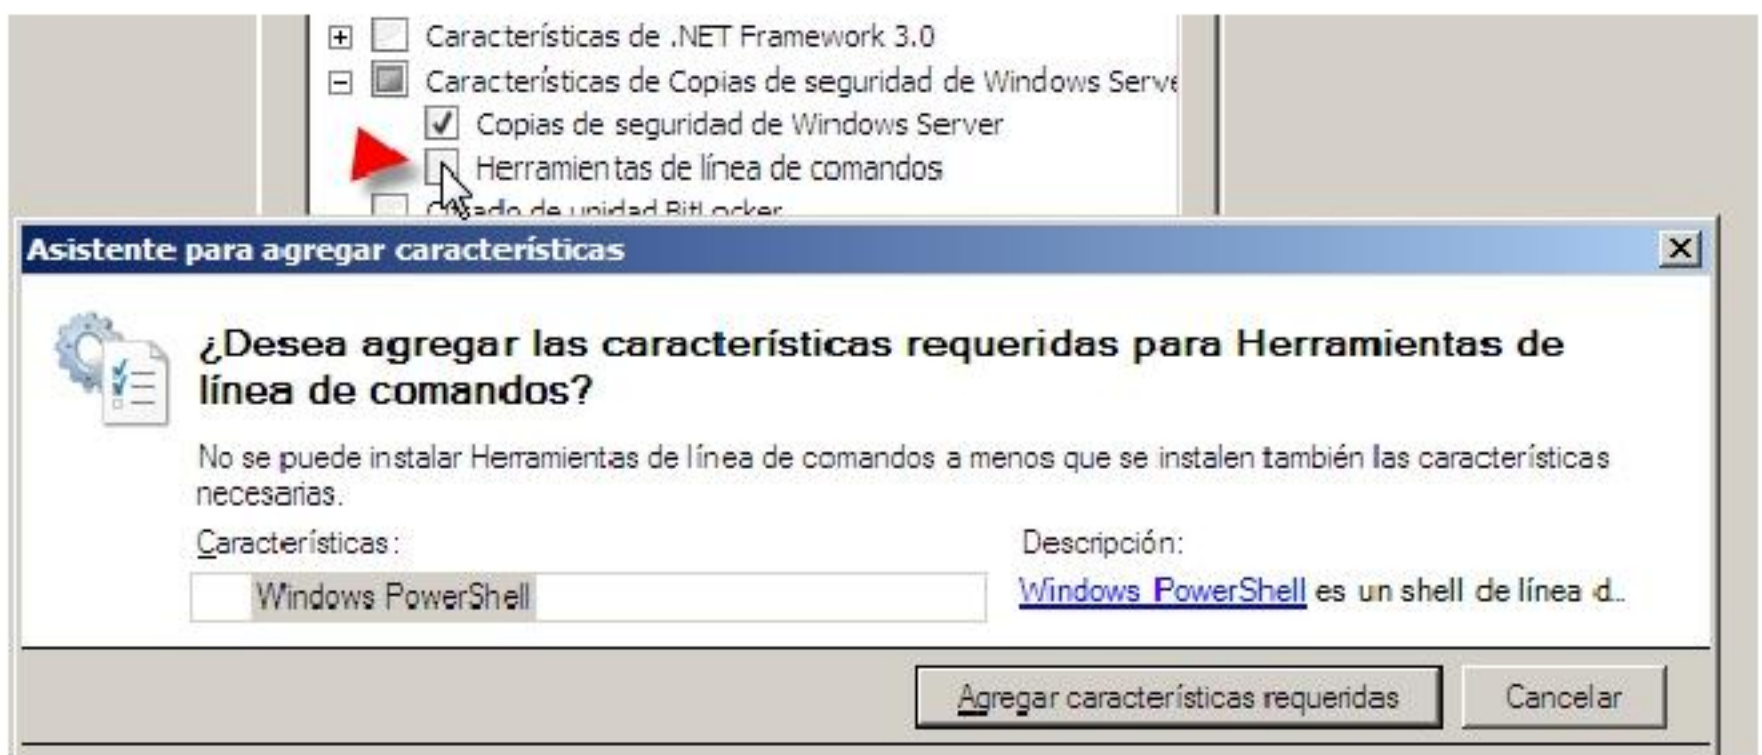 Características de .NET Framework 3.0
Características de Copias de seguridad de Windows Serve
Copias de seguridad de Windows Server
Herramientas de línea de comandos
de unidad BitLocker
Asistente para agregar características
¿Desea agregar las características requeridas para Herramientas de
línea de comandos?
No se puede instalar Herramientas de línea de comandos a menos que se instalen también las características
necesarias.
Características: Descripción:
Windows PowerShell Windows PowerShell es un shell de línea d...
Agregar características requeridas Cancelar